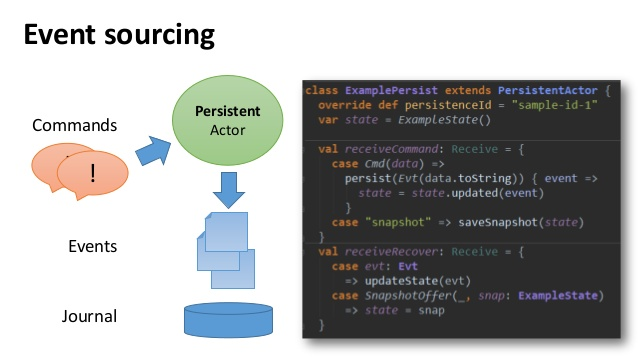 Event sourcing
Commands
!
Persistent
Actor
Events
Journal
class ExamplePersist extends PersistentActor {
override def persistenceId = "sample-id-1"
var state = ExampleState()
val receiveCommand: Receive = {
case Cmd(data) =>
persist(Evt(data.toString)) { event =>
state = state.updated(event)
}
case "snapshot" => saveSnapshot(state)
}
val receiveRecover: Receive = {
case evt: Evt
=> updateState(evt)
case SnapshotOffer(_, snap: ExampleState)
=> state = snap
}